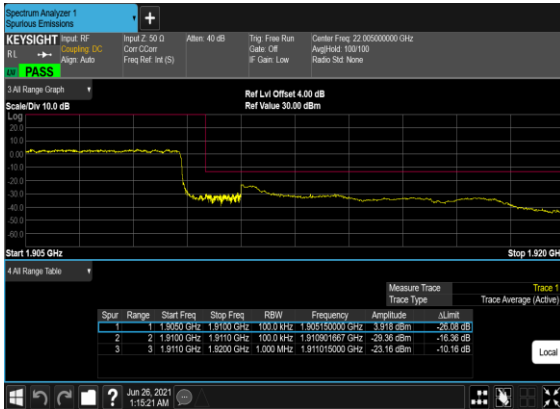 Spectrum Analyzer 1
Spurious Emissions
+
KEYSIGHT
RL
PASS
Input: RF
Coupling: DC
Align: Auto
Input Z: 50 Ω
Corr CCorr
Freq Ref: Int (S)
Atten: 40 dB
Trig: Free Run
Gate: Off
IF Gain: Low
Center Freq: 22.005000000 GHz
Avg|Hold: 100/100
Radio Std: None
3 All Range Graph
Scale/Div 10.0 dB
Ref Lvl Offset 4.00 dB
Ref Value 30.00 dBm
Log
20.0
10.0
0.00
-10.0
-20.0
-30.0
-40.0
-50.0
-60.0
Start 1.905 GHz
Stop 1.920 GH
4 All Range Table
Measure Trace Trace 1
Trace Type Trace Average (Active)
Spur Range Start Freq Stop Freq RBW Frequency Amplitude ΔLimit
1 1 1.9050 GHz 1.9100 GHz 100.0 kHz 1.905150000 GHz 3.918 dBm -26.08 dB
2 2 1.9100 GHz 1.9110 GHz 100.0 kHz 1.910901667 GHz -29.36 dBm -16.36 dB
3 3 1.9110 GHz 1.9200 GHz 1.000 MHz 1.911015000 GHz -23.16 dBm -10.16 dB
Local
?
Jun 26, 2021
1:15:21 AM